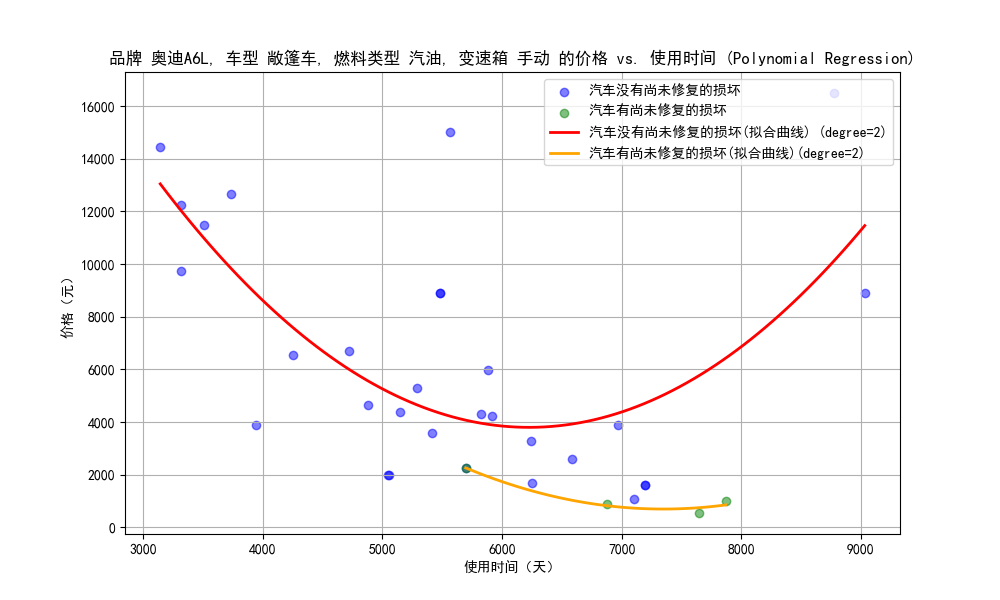 品牌 奥迪A6L, 车型 敞篷车, 燃料类型 汽油, 变速箱 手动 的价格 vs. 使用时间 (Polynomial Regression)
汽车没有尚未修复的损坏
汽车有尚未修复的损坏
汽车没有尚未修复的损坏(拟合曲线) (degree=2)
汽车有尚未修复的损坏(拟合曲线)(degree=2)
价格（元）
16000
14000
12000
10000
8000
6000
4000
2000
0
3000 4000 5000 6000 7000 8000 9000
使用时间（天）